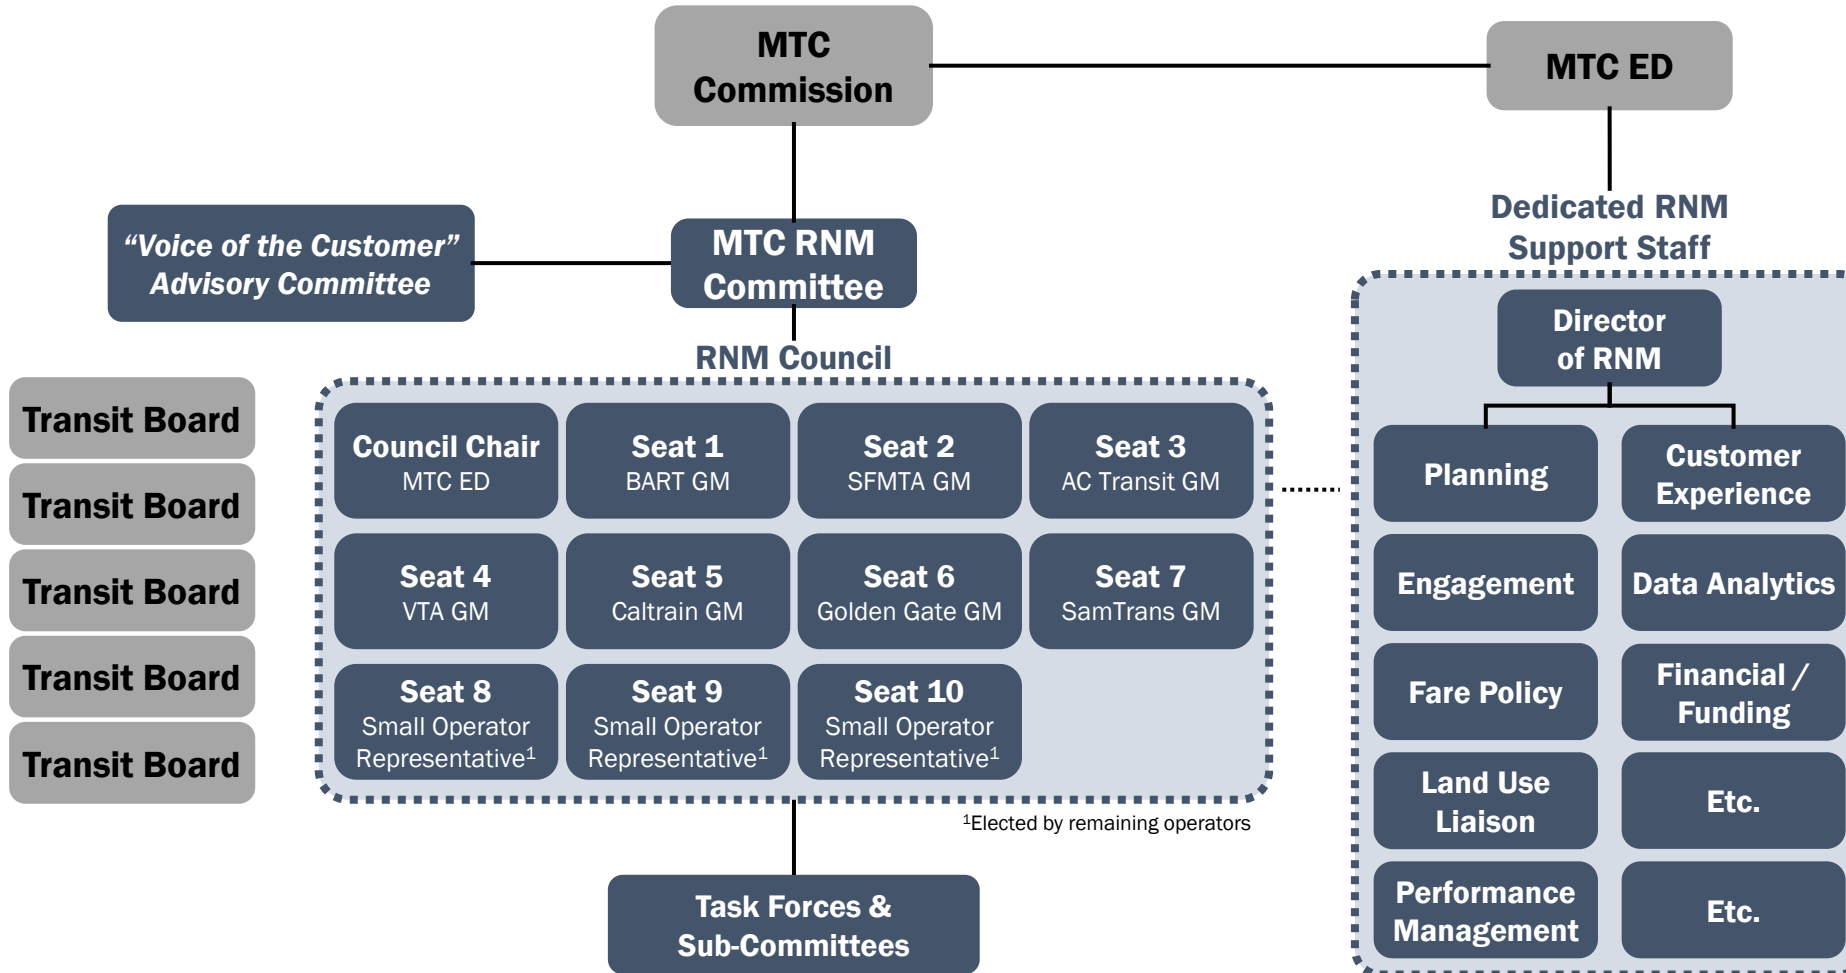 MTC
Commission
MTC ED
“Voice of the Customer”
Advisory Committee
MTC RNM
Committee
Dedicated RNM
Support Staff
RNM Council
Transit Board
Transit Board
Transit Board
Transit Board
Transit Board
Council Chair
MTC ED
Seat 1
BART GM
Seat 2
SFMTA GM
Seat 3
AC Transit GM
Seat 4
VTA GM
Seat 5
Caltrain GM
Seat 6
Golden Gate GM
Seat 7
SamTrans GM
Seat 8
Small Operator
Representative¹
Seat 9
Small Operator
Representative¹
Seat 10
Small Operator
Representative¹
¹Elected by remaining operators
Task Forces &
Sub-Committees
Director
of RNM
Planning
Customer
Experience
Engagement
Data Analytics
Fare Policy
Financial /
Funding
Land Use
Liaison
Etc.
Performance
Management
Etc.